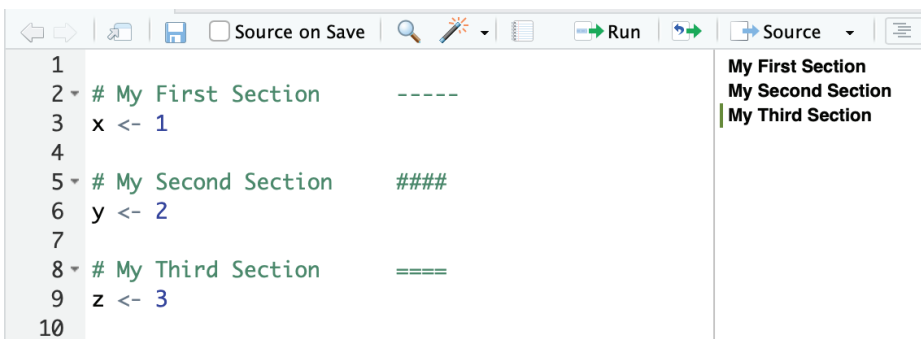 Source on Save Run Source
1
2 # My First Section -----
3 x <- 1
4
5 # My Second Section ####
6 y <- 2
7
8 # My Third Section ====
9 z <- 3
10
My First Section
My Second Section
My Third Section